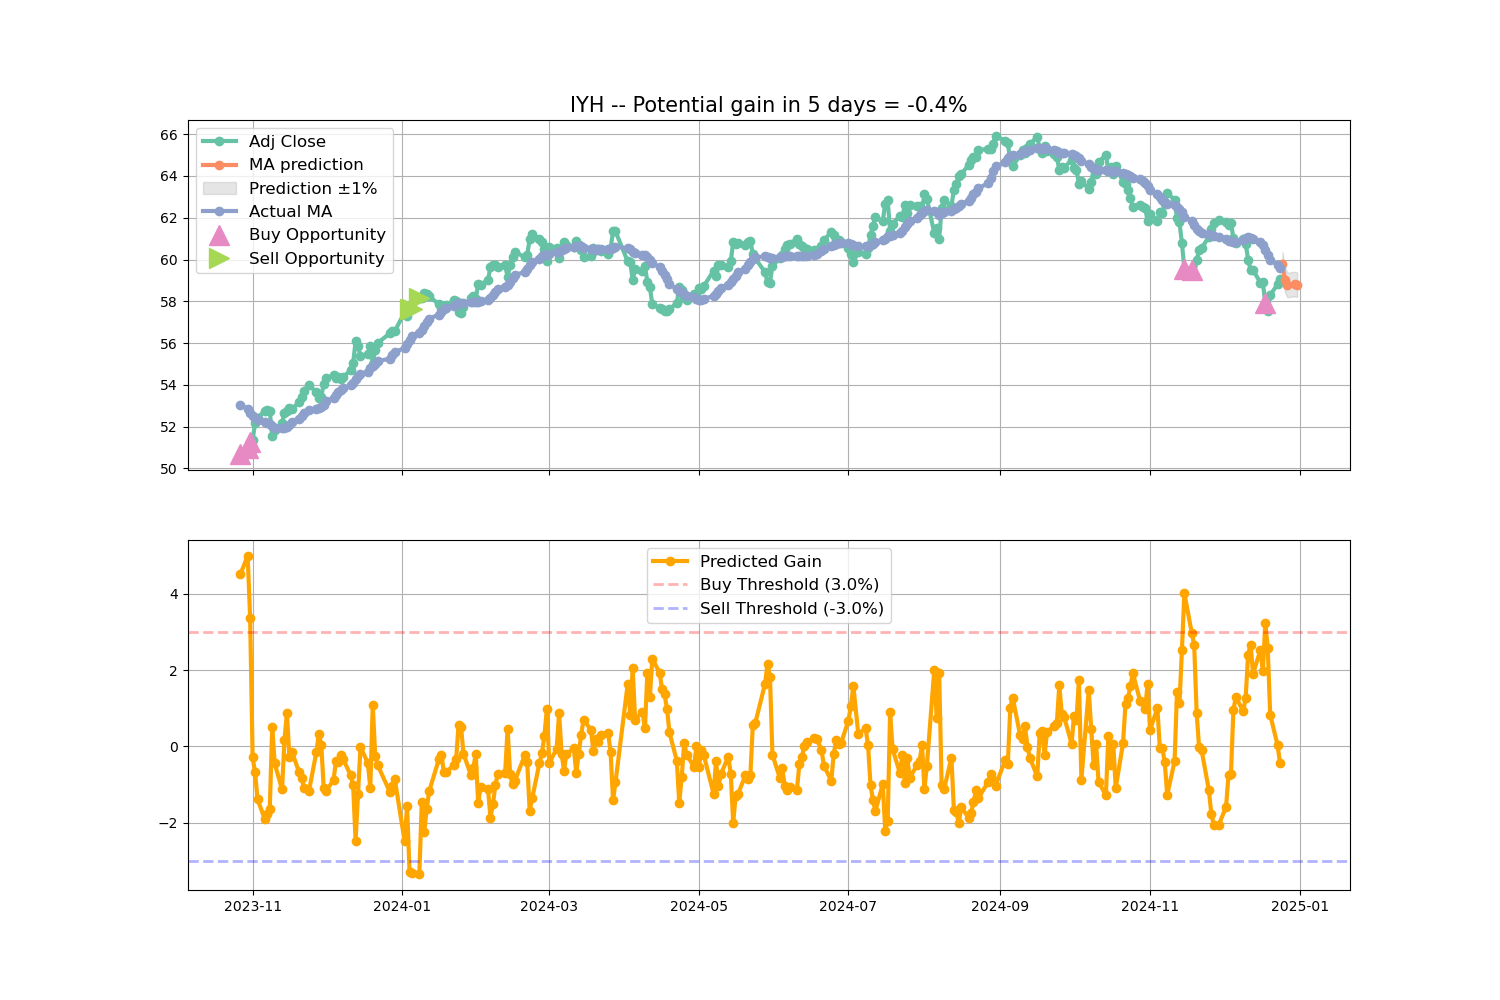 IYH -- Potential gain in 5 days = -0.4%
66
64
62
60
58
56
54
52
50
Adj Close
MA prediction
Prediction ±1%
Actual MA
Buy Opportunity
Sell Opportunity
4
2
0
−2
Predicted Gain
Buy Threshold (3.0%)
Sell Threshold (-3.0%)
2023-11 2024-01 2024-03 2024-05 2024-07 2024-09 2024-11 2025-01